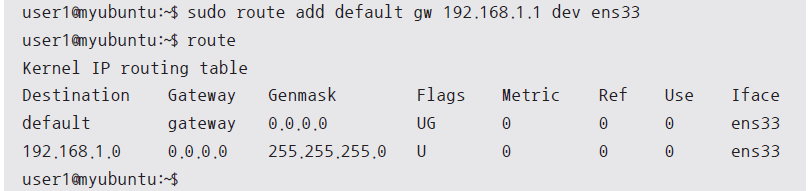 user1@myubuntu:~$ sudo route add default gw 192.168.1.1 dev ens33
user1@myubuntu:~$ route
Kernel IP routing table
Destination Gateway Genmask Flags Metric Ref Use Iface
default gateway 0.0.0.0 UG 0 0 0 ens33
192.168.1.0 0.0.0.0 255.255.255.0 U 0 0 0 ens33
user1@myubuntu:~$